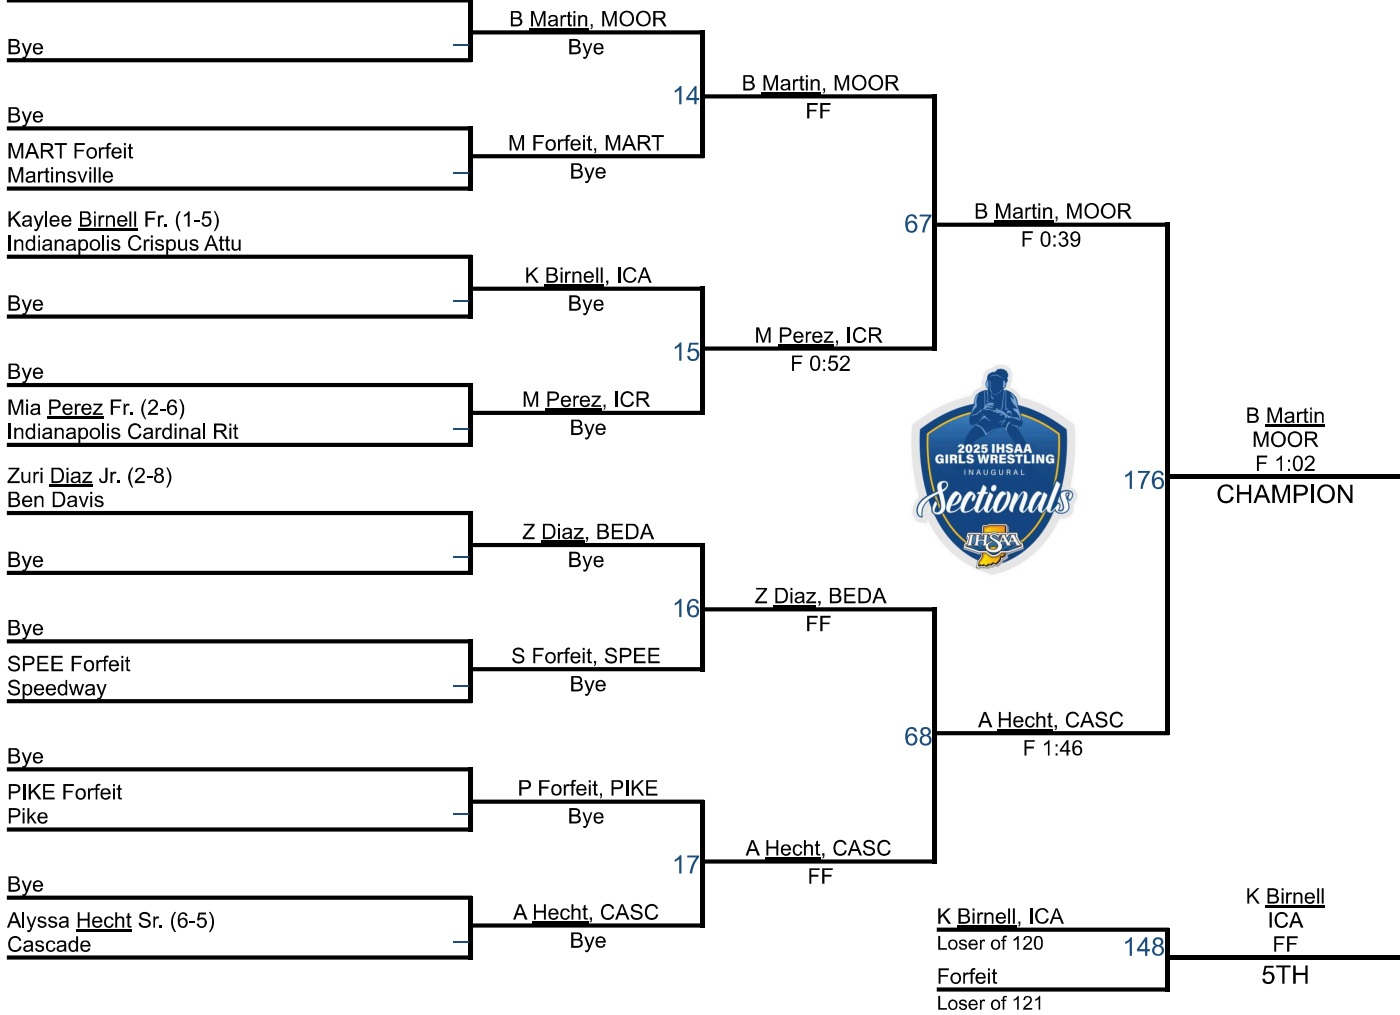 B Martin, MOOR
Bye
Bye
14
B Martin, MOOR
FF
Bye
MART Forfeit
Martinsville
M Forfeit, MART
Bye
Kaylee Birnell Fr. (1-5)
Indianapolis Crispus Attu
67
B Martin, MOOR
F 0:39
K Birnell, ICA
Bye
Bye
15
M Perez, ICR
F 0:52
Bye
Mia Perez Fr. (2-6)
Indianapolis Cardinal Rit
M Perez, ICR
Bye
2025 IHSAA
GIRLS WRESTLING
INAUGURAL
Sectionals
IHSAA
176
B Martin
MOOR
F 1:02
CHAMPION
Zuri Diaz Jr. (2-8)
Ben Davis
Z Diaz, BEDA
Bye
Bye
16
Z Diaz, BEDA
FF
Bye
SPEE Forfeit
Speedway
S Forfeit, SPEE
Bye
68
A Hecht, CASC
F 1:46
Bye
PIKE Forfeit
Pike
P Forfeit, PIKE
Bye
17
A Hecht, CASC
FF
Bye
Alyssa Hecht Sr. (6-5)
Cascade
A Hecht, CASC
Bye
K Birnell, ICA
Loser of 120
148
Forfeit
Loser of 121
K Birnell
ICA
FF
5TH